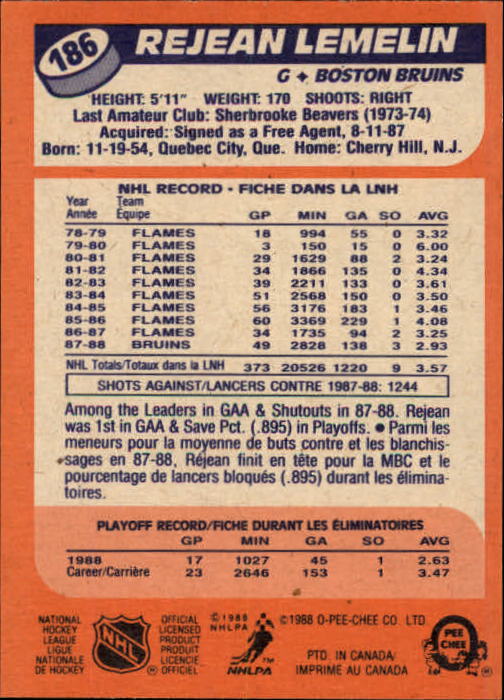 186
REJEAN LEMELIN
G ♦ BOSTON BRUINS
HEIGHT: 5'11" WEIGHT: 170 SHOOTS: RIGHT
Last Amateur Club: Sherbrooke Beavers (1973-74)
Acquired: Signed as a Free Agent, 8-11-87
Born: 11-19-54, Quebec City, Que. Home: Cherry Hill, N.J.
NHL RECORD - FICHE DANS LA LNH
Year Team
Année Équipe GP MIN GA SO AVG
78-79 FLAMES 18 994 55 0 3.32
79-80 FLAMES 3 150 15 0 6.00
80-81 FLAMES 29 1629 88 2 3.24
81-82 FLAMES 34 1866 135 0 4.34
82-83 FLAMES 39 2211 133 0 3.61
83-84 FLAMES 51 2568 150 0 3.50
84-85 FLAMES 56 3176 183 1 3.46
85-86 FLAMES 60 3369 229 1 4.08
86-87 FLAMES 34 1735 94 2 3.25
87-88 BRUINS 49 2828 138 3 2.93
NHL Totals/Totaux dans la LNH 373 20526 1220 9 3.57
SHOTS AGAINST/LANCERS CONTRE 1987-88: 1244
Among the Leaders in GAA & Shutouts in 87-88. Rejean
was 1st in GAA & Save Pct. (.895) in Playoffs. ● Parmi les
meneurs pour la moyenne de buts contre et les blanchis-
sages en 87-88, Réjean finit en tête pour la MBC et le
pourcentage de lancers bloqués (.895) durant les élimina-
toires.
PLAYOFF RECORD/FICHE DURANT LES ÉLIMINATOIRES
GP MIN GA SO AVG
1988 17 1027 45 1 2.63
Career/Carrière 23 2646 153 1 3.47
NATIONAL
HOCKEY
LEAGUE
LIGUE
NATIONALE
DE HOCKEY
NHL
®
OFFICIAL
LICENSED
PRODUCT
PRODUIT
LICENCIE
OFFICIEL
© 1988
NHLPA
™
NHLPA
©1988 O-PEE-CHEE CO. LTD
PTD. IN CANADA/
IMPRIMÉ AU CANADA
PEE
CHEE